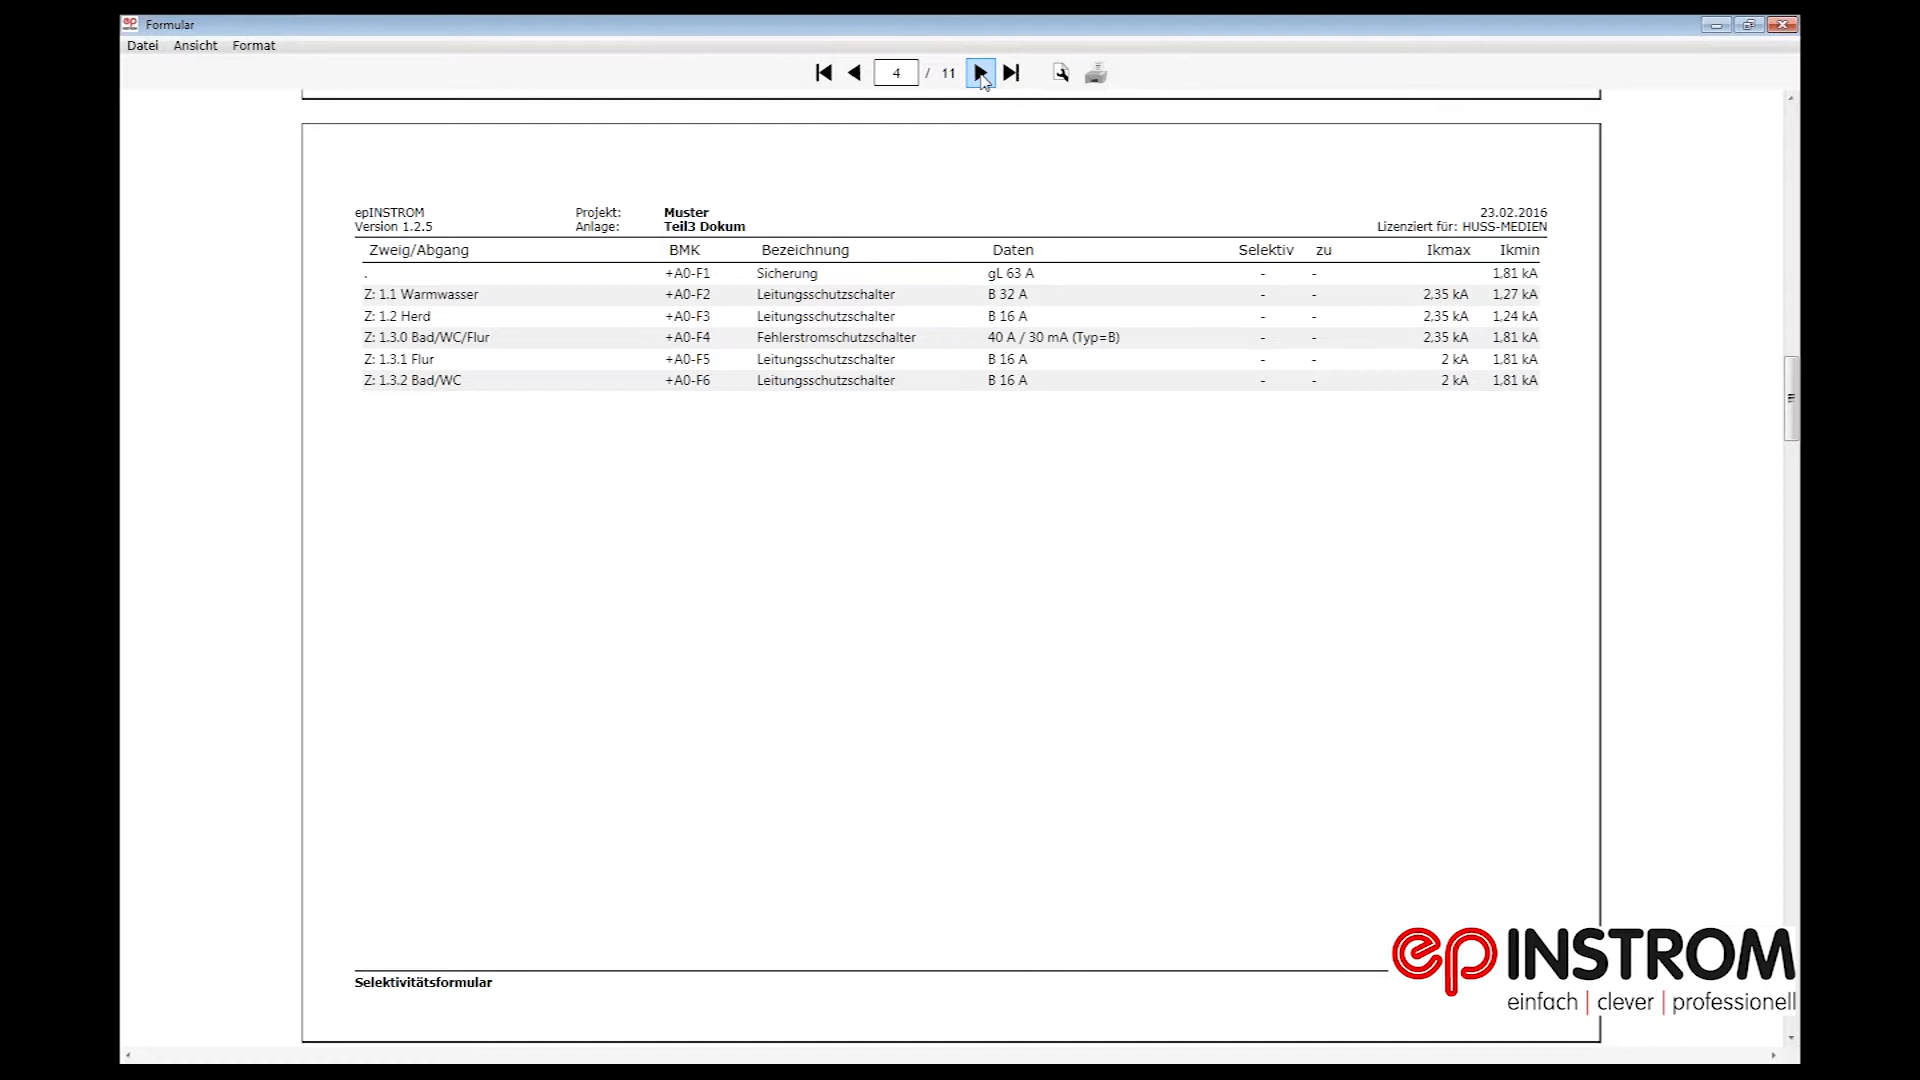 Formular
Datei Ansicht Format
4 / 11
epINSTROM Projekt: Muster 23.02.2016
Version 1.2.5 Anlage: Teil3 Dokum Lizenziert für: HUSS-MEDIEN
Zweig/Abgang BMK Bezeichnung Daten Selektiv zu Ikmax Ikmin
. +A0-F1 Sicherung gL 63 A - - 1,81 kA
Z: 1.1 Warmwasser +A0-F2 Leitungsschutzschalter B 32 A - - 2,35 kA 1,27 kA
Z: 1.2 Herd +A0-F3 Leitungsschutzschalter B 16 A - - 2,35 kA 1,24 kA
Z: 1.3.0 Bad/WC/Flur +A0-F4 Fehlerstromschutzschalter 40 A / 30 mA (Typ=B) - - 2,35 kA 1,81 kA
Z: 1.3.1 Flur +A0-F5 Leitungsschutzschalter B 16 A - - 2 kA 1,81 kA
Z: 1.3.2 Bad/WC +A0-F6 Leitungsschutzschalter B 16 A - - 2 kA 1,81 kA
Selektivitätsformular
ep INSTROM
einfach | clever | professionell